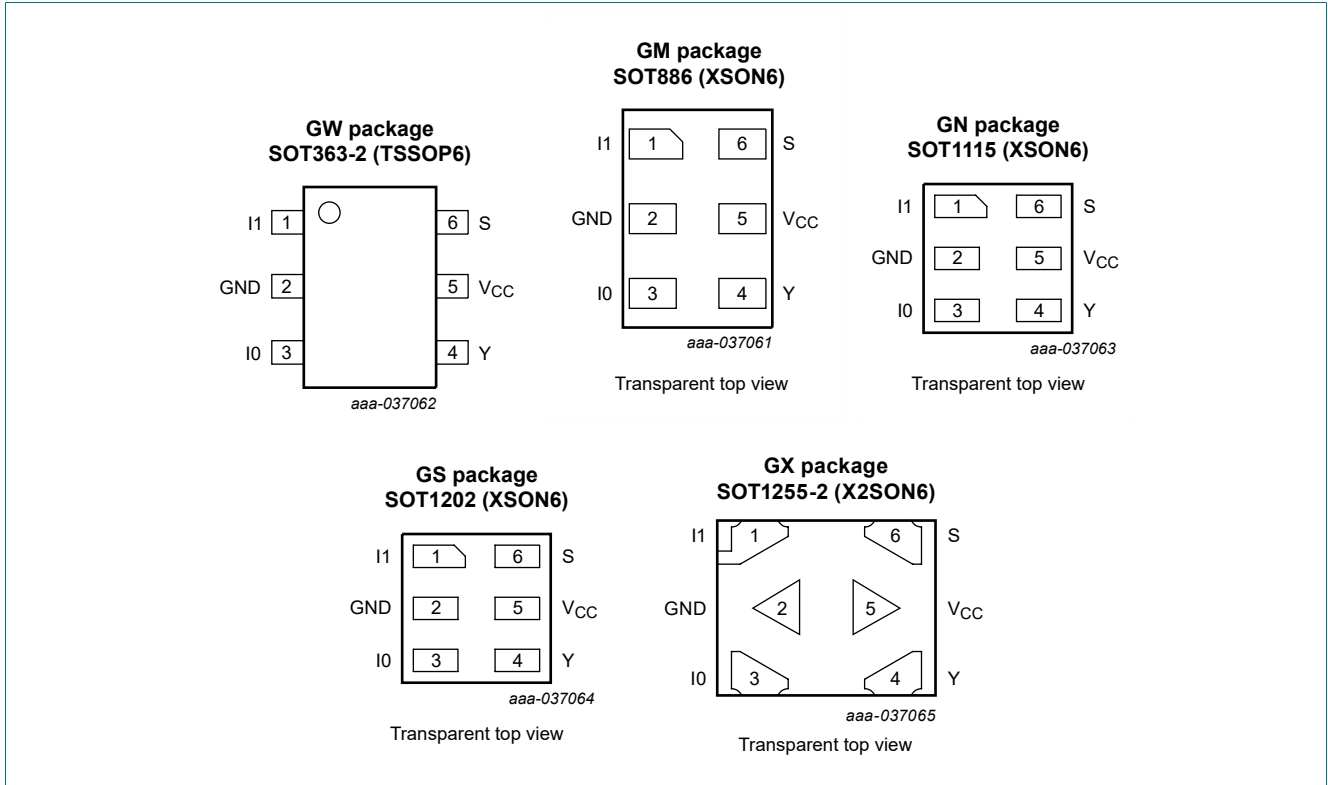 GM package
SOT886 (XSON6)
I1 1 6 S
GND 2 5 VCC
I0 3 4 Y
aaa-037061
Transparent top view
GW package
SOT363-2 (TSSOP6)
I1 1 6 S
GND 2 5 VCC
I0 3 4 Y
aaa-037062
GN package
SOT1115 (XSON6)
I1 1 6 S
GND 2 5 VCC
I0 3 4 Y
aaa-037063
Transparent top view
GS package
SOT1202 (XSON6)
I1 1 6 S
GND 2 5 VCC
I0 3 4 Y
aaa-037064
Transparent top view
GX package
SOT1255-2 (X2SON6)
I1 1 6 S
GND 2 5 VCC
I0 3 4 Y
aaa-037065
Transparent top view